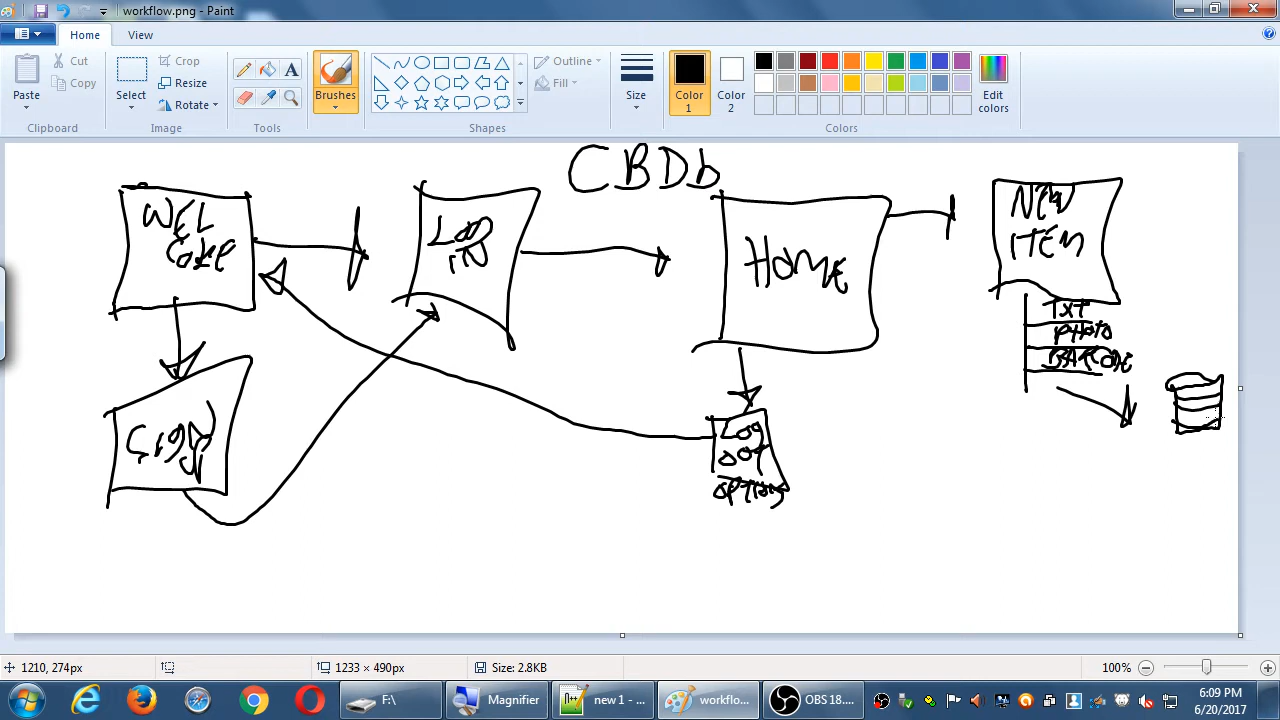 workflow.png - Paint
Home
View
Paste
Cut
Copy
Clipboard
Select
Crop
Resize
Rotate
Image
Tools
Brushes
Shapes
Outline
Fill
Size
Color 1
Color 2
Edit colors
Colors
CBDb
WEL
COME
LOG
IN
HOME
NEW
ITEM
TXT
PHOTO
BARCODE
SIGN
LOG
OUT
OPTIONS
1210, 274px
1233 × 490px
Size: 2.8KB
100%
F:\
Magnifier
new 1 - ...
workflo...
OBS 18....
6:09 PM
6/20/2017